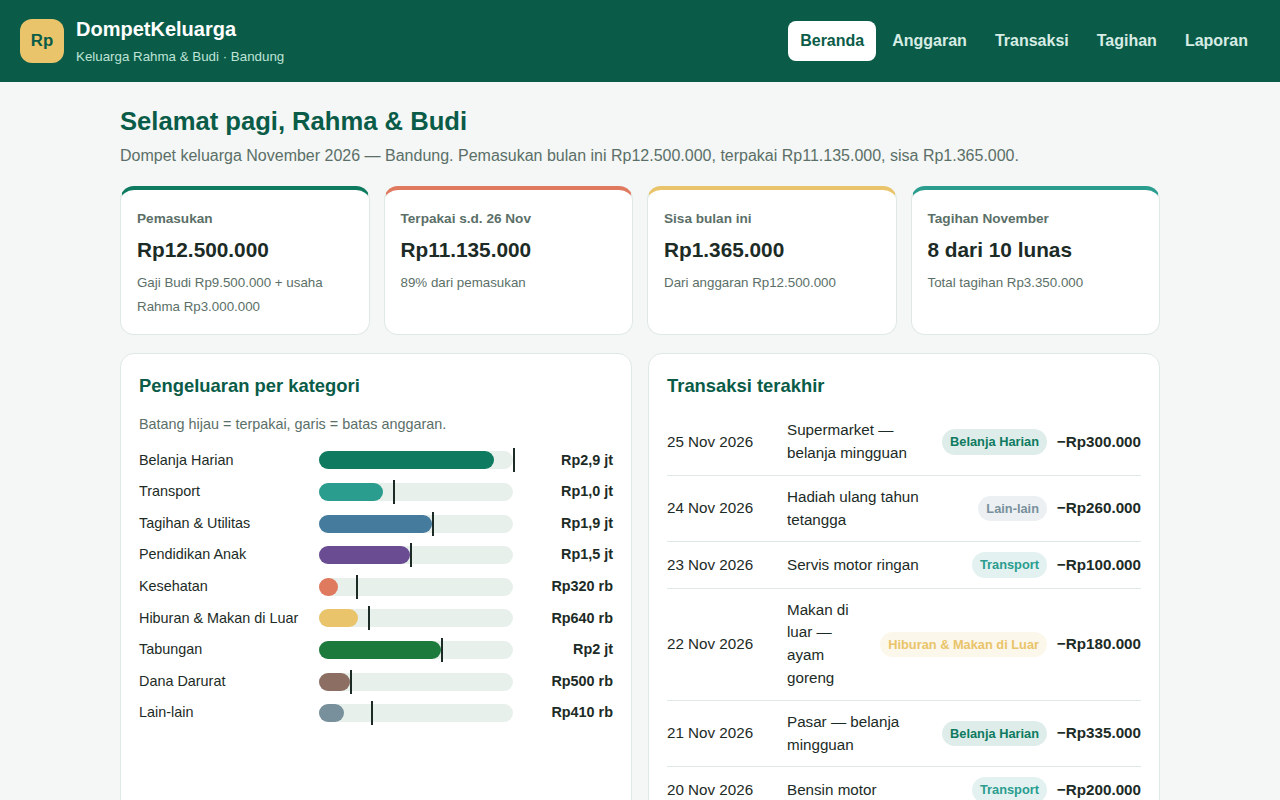 Rp
DompetKeluarga
Keluarga Rahma & Budi · Bandung
Beranda
Anggaran
Transaksi
Tagihan
Laporan
Selamat pagi, Rahma & Budi
Dompet keluarga November 2026 — Bandung. Pemasukan bulan ini Rp12.500.000, terpakai Rp11.135.000, sisa Rp1.365.000.
Pemasukan
Rp12.500.000
Gaji Budi Rp9.500.000 + usaha
Rahma Rp3.000.000
Terpakai s.d. 26 Nov
Rp11.135.000
89% dari pemasukan
Sisa bulan ini
Rp1.365.000
Dari anggaran Rp12.500.000
Tagihan November
8 dari 10 lunas
Total tagihan Rp3.350.000
Pengeluaran per kategori
Batang hijau = terpakai, garis = batas anggaran.
Belanja Harian Rp2,9 jt
Transport Rp1,0 jt
Tagihan & Utilitas Rp1,9 jt
Pendidikan Anak Rp1,5 jt
Kesehatan Rp320 rb
Hiburan & Makan di Luar Rp640 rb
Tabungan Rp2 jt
Dana Darurat Rp500 rb
Lain-lain Rp410 rb
Transaksi terakhir
25 Nov 2026
Supermarket —
belanja mingguan
Belanja Harian
−Rp300.000
24 Nov 2026
Hadiah ulang tahun
tetangga
Lain-lain
−Rp260.000
23 Nov 2026
Servis motor ringan
Transport
−Rp100.000
22 Nov 2026
Makan di
luar —
ayam
goreng
Hiburan & Makan di Luar
−Rp180.000
21 Nov 2026
Pasar — belanja
mingguan
Belanja Harian
−Rp335.000
20 Nov 2026
Bensin motor
Transport
−Rp200.000